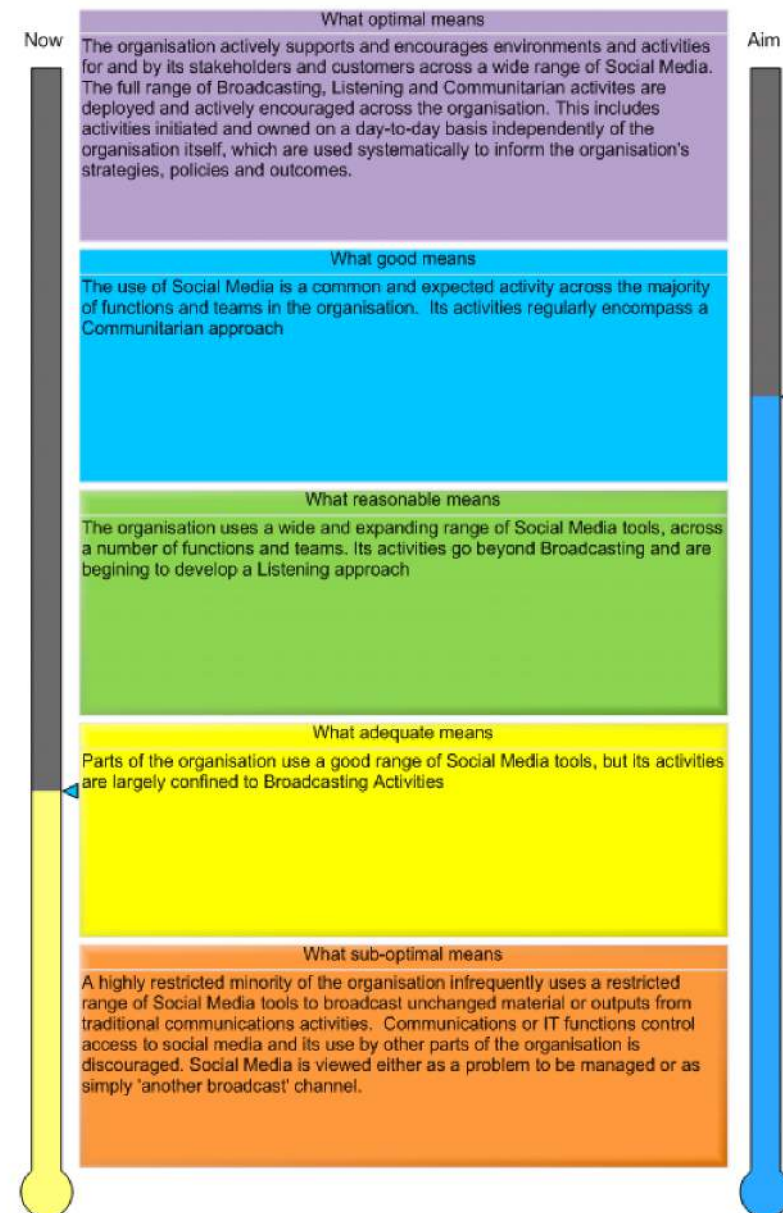 What optimal means
Now
Aim
The organisation actively supports and encourages environments and activities
for and by its stakeholders and customers across a wide range of Social Media.
The full range of Broadcasting, Listening and Communitarian activites are
deployed and actively encouraged across the organisation. This includes
activities initiated and owned on a day-to-day basis independently of the
organisation itself, which are used systematically to inform the organisation's
strategies, policies and outcomes.
What good means
The use of Social Media is a common and expected activity across the majority
of functions and teams in the organisation. Its activities regularly encompass a
Communitarian approach
What reasonable means
The organisation uses a wide and expanding range of Social Media tools, across
a number of functions and teams. Its activities go beyond Broadcasting and are
begining to develop a Listening approach
What adequate means
Parts of the organisation use a good range of Social Media tools, but its activities
are largely confined to Broadcasting Activities
What sub-optimal means
A highly restricted minority of the organisation infrequently uses a restricted
range of Social Media tools to broadcast unchanged material or outputs from
traditional communications activities. Communications or IT functions control
access to social media and its use by other parts of the organisation is
discouraged. Social Media is viewed either as a problem to be managed or as
simply 'another broadcast' channel.